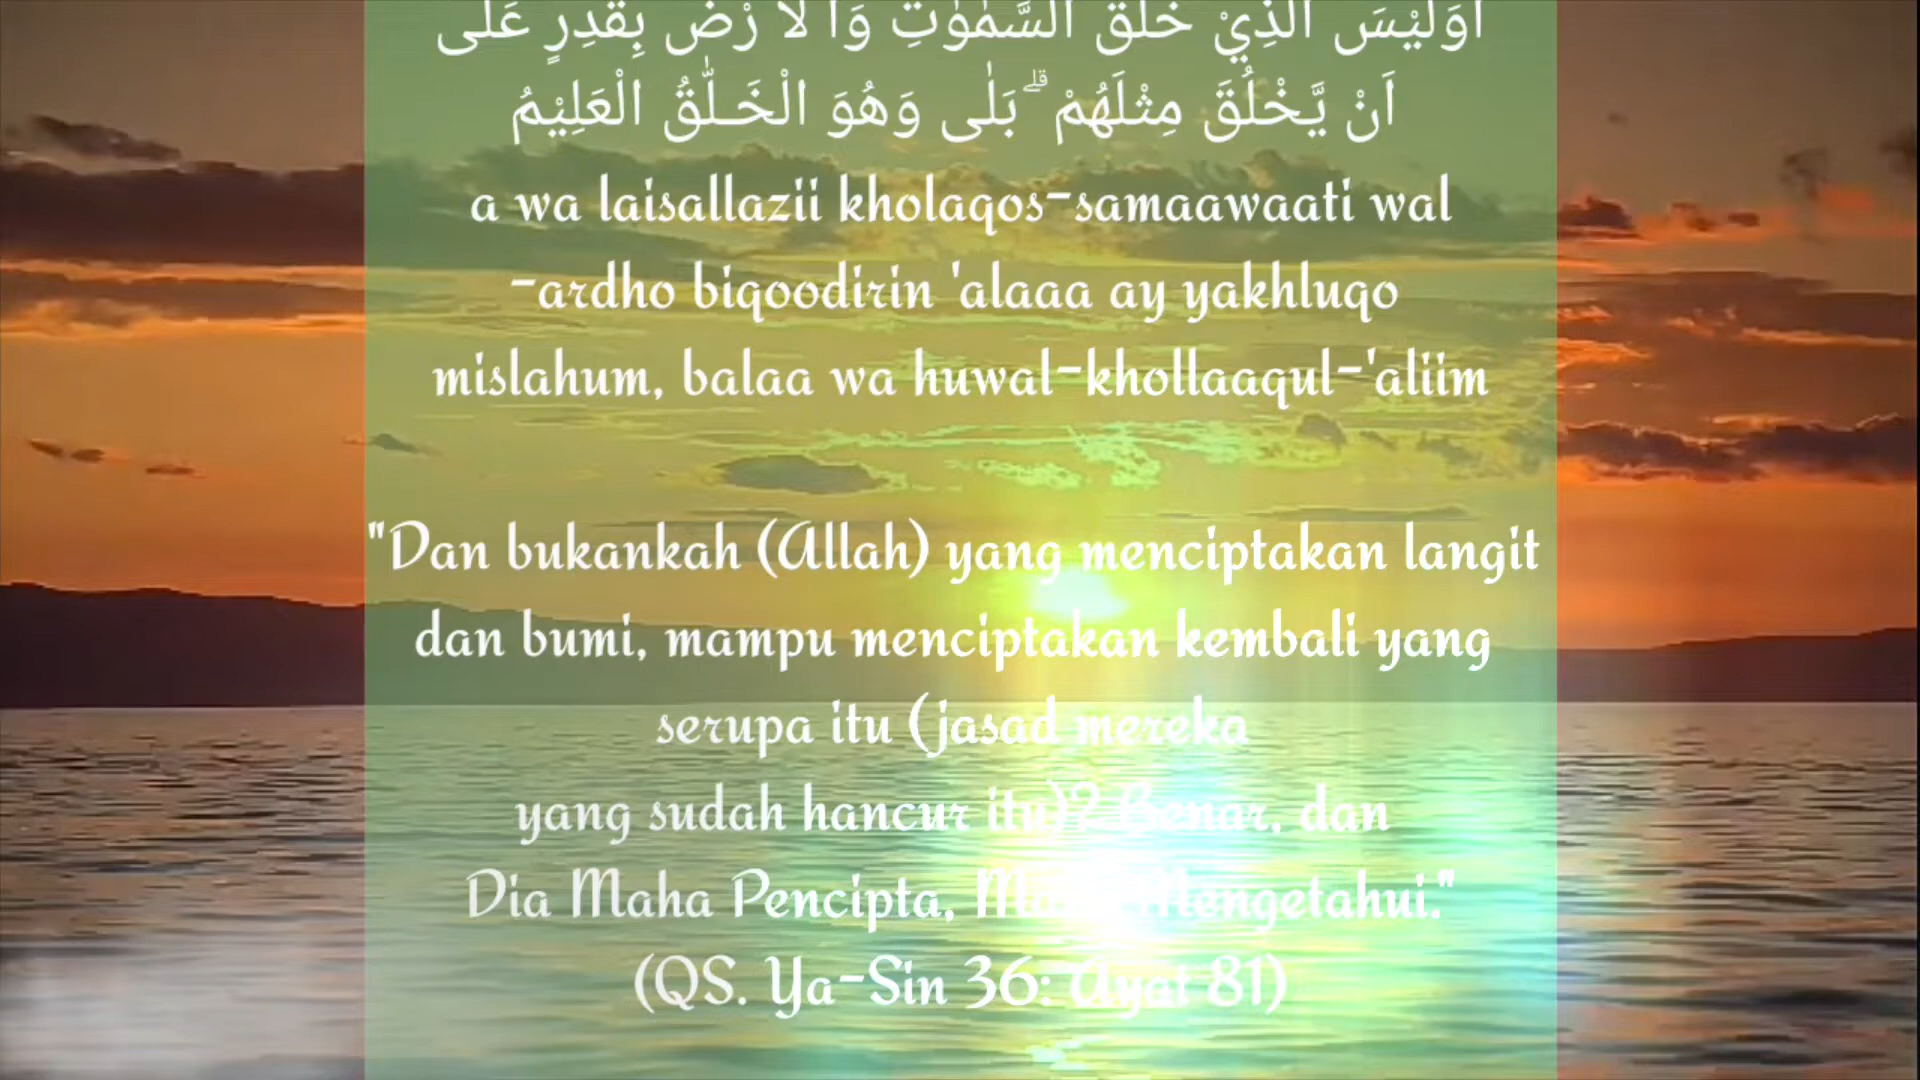 اَوَلَيْسَ الَّذِيْ خَلَقَ السَّمٰوٰتِ وَا لْاَ رْضَ بِقٰدِرٍ عَلٰۤى
اَنْ يَّخْلُقَ مِثْلَهُمْ ۗ بَلٰى وَهُوَ الْخَـلّٰقُ الْعَلِيْمُ
a wa laisallazii kholaqos-samaawaati wal
-ardho biqoodirin 'alaaa ay yakhluqo
mislahum, balaa wa huwal-khollaaqul-'aliim
"Dan bukankah (Allah) yang menciptakan langit
dan bumi, mampu menciptakan kembali yang
serupa itu (jasad mereka
yang sudah hancur itu)? Benar, dan
Dia Maha Pencipta, Maha Mengetahui."
(QS. Ya-Sin 36: Ayat 81)